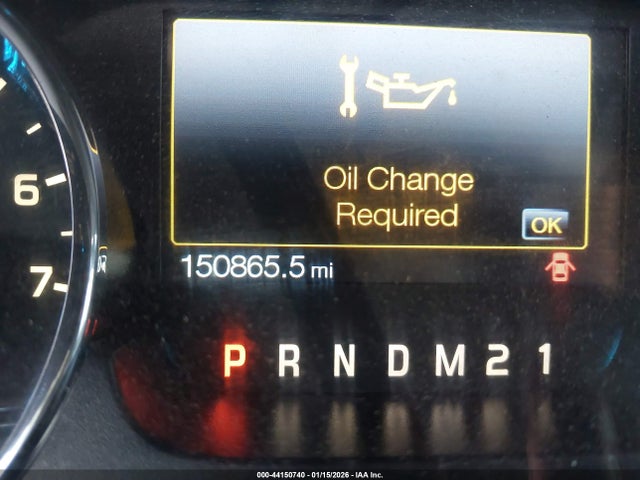 Oil Change
Required
OK
6
150865.5 mi
7
P R N D M 2 1
000-44150740 - 01/15/2026 - IAA Inc.